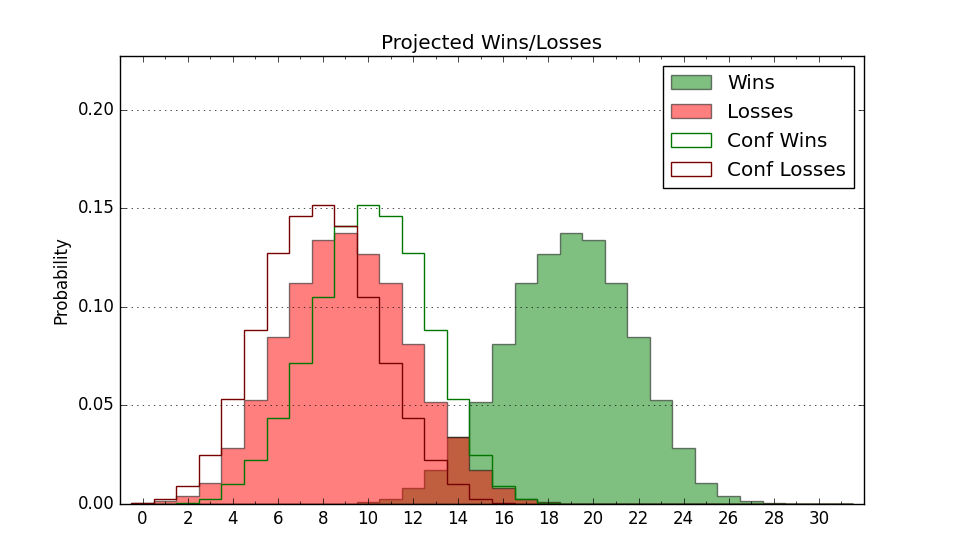 Projected Wins/Losses
Wins
Losses
Conf Wins
Conf Losses
Probability
0.20
0.15
0.10
0.05
0.00
0 2 4 6 8 10 12 14 16 18 20 22 24 26 28 30